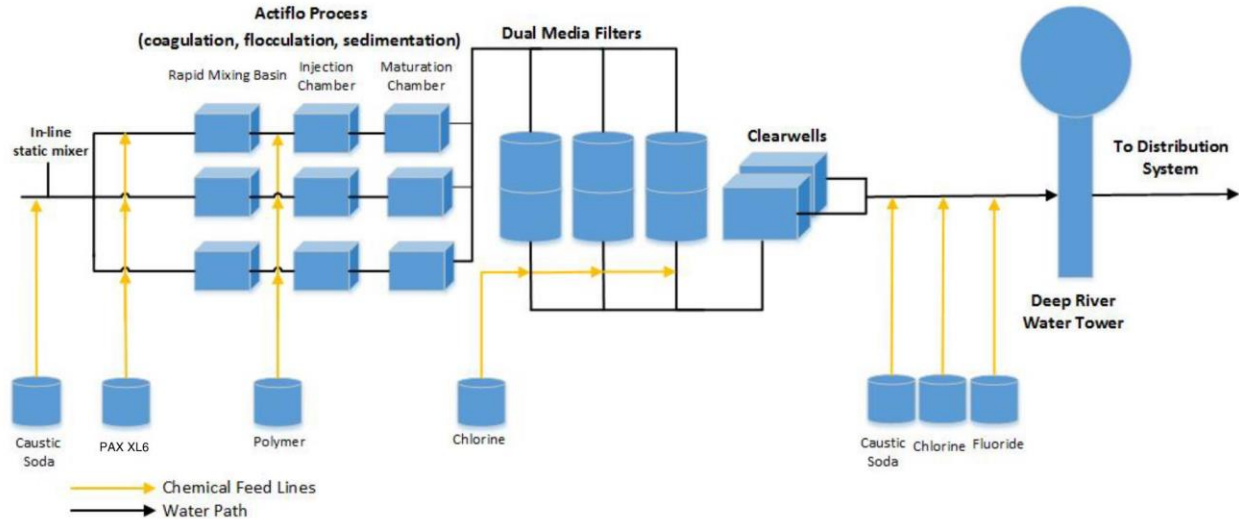 Actiflo Process
(coagulation, flocculation, sedimentation)
Dual Media Filters
Rapid Mixing Basin
Injection
Chamber
Maturation
Chamber
In-line
static mixer
Clearwells
To Distribution
System
Deep River
Water Tower
Caustic
Soda
PAX XL6
Polymer
Chlorine
Caustic
Soda
Chlorine
Fluoride
Chemical Feed Lines
Water Path